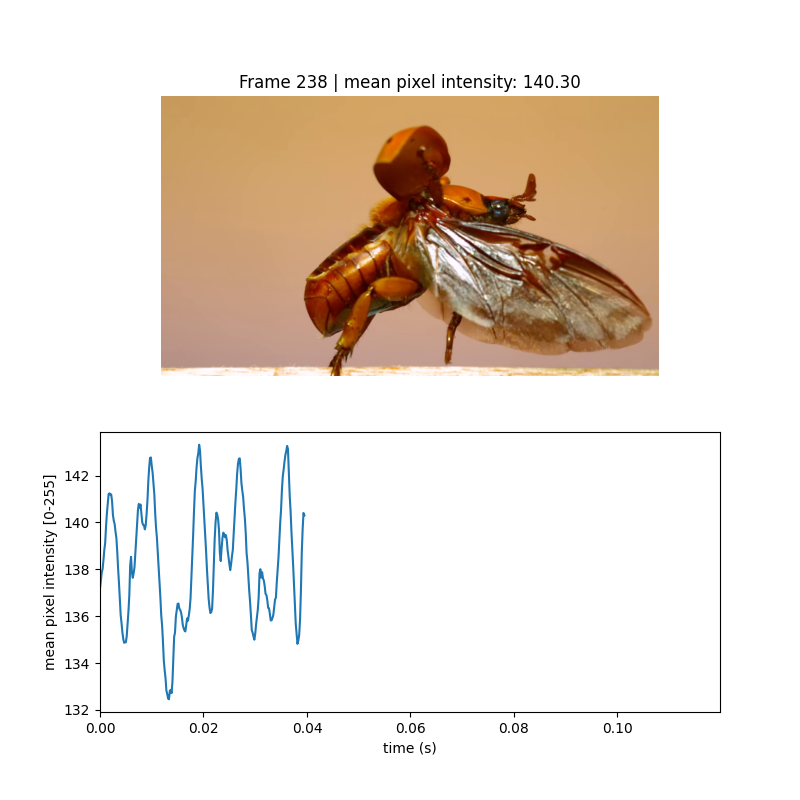 Frame 238 | mean pixel intensity: 140.30
mean pixel intensity [0-255]
142
140
138
136
134
132
0.00 0.02 0.04 0.06 0.08 0.10
time (s)